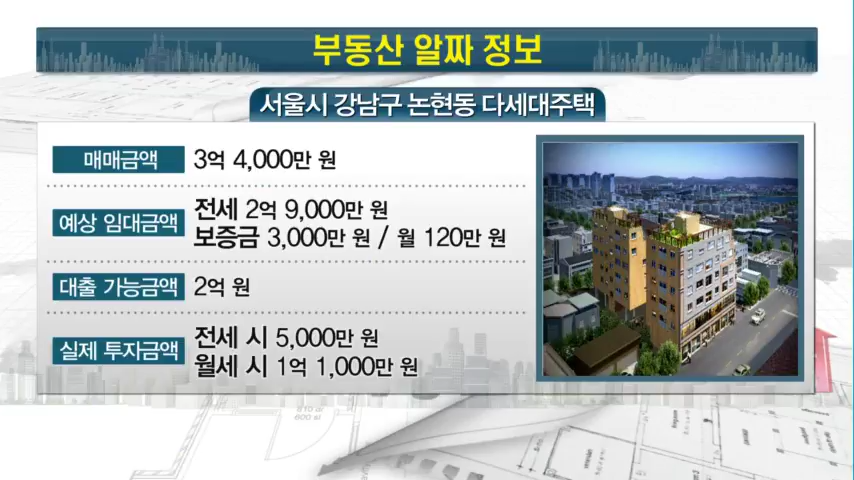 부동산 알짜 정보
서울시 강남구 논현동 다세대주택
매매금액 3억 4,000만 원
예상 임대금액 전세 2억 9,000만 원
보증금 3,000만 원 / 월 120만 원
대출 가능금액 2억 원
실제 투자금액 전세 시 5,000만 원
월세 시 1억 1,000만 원